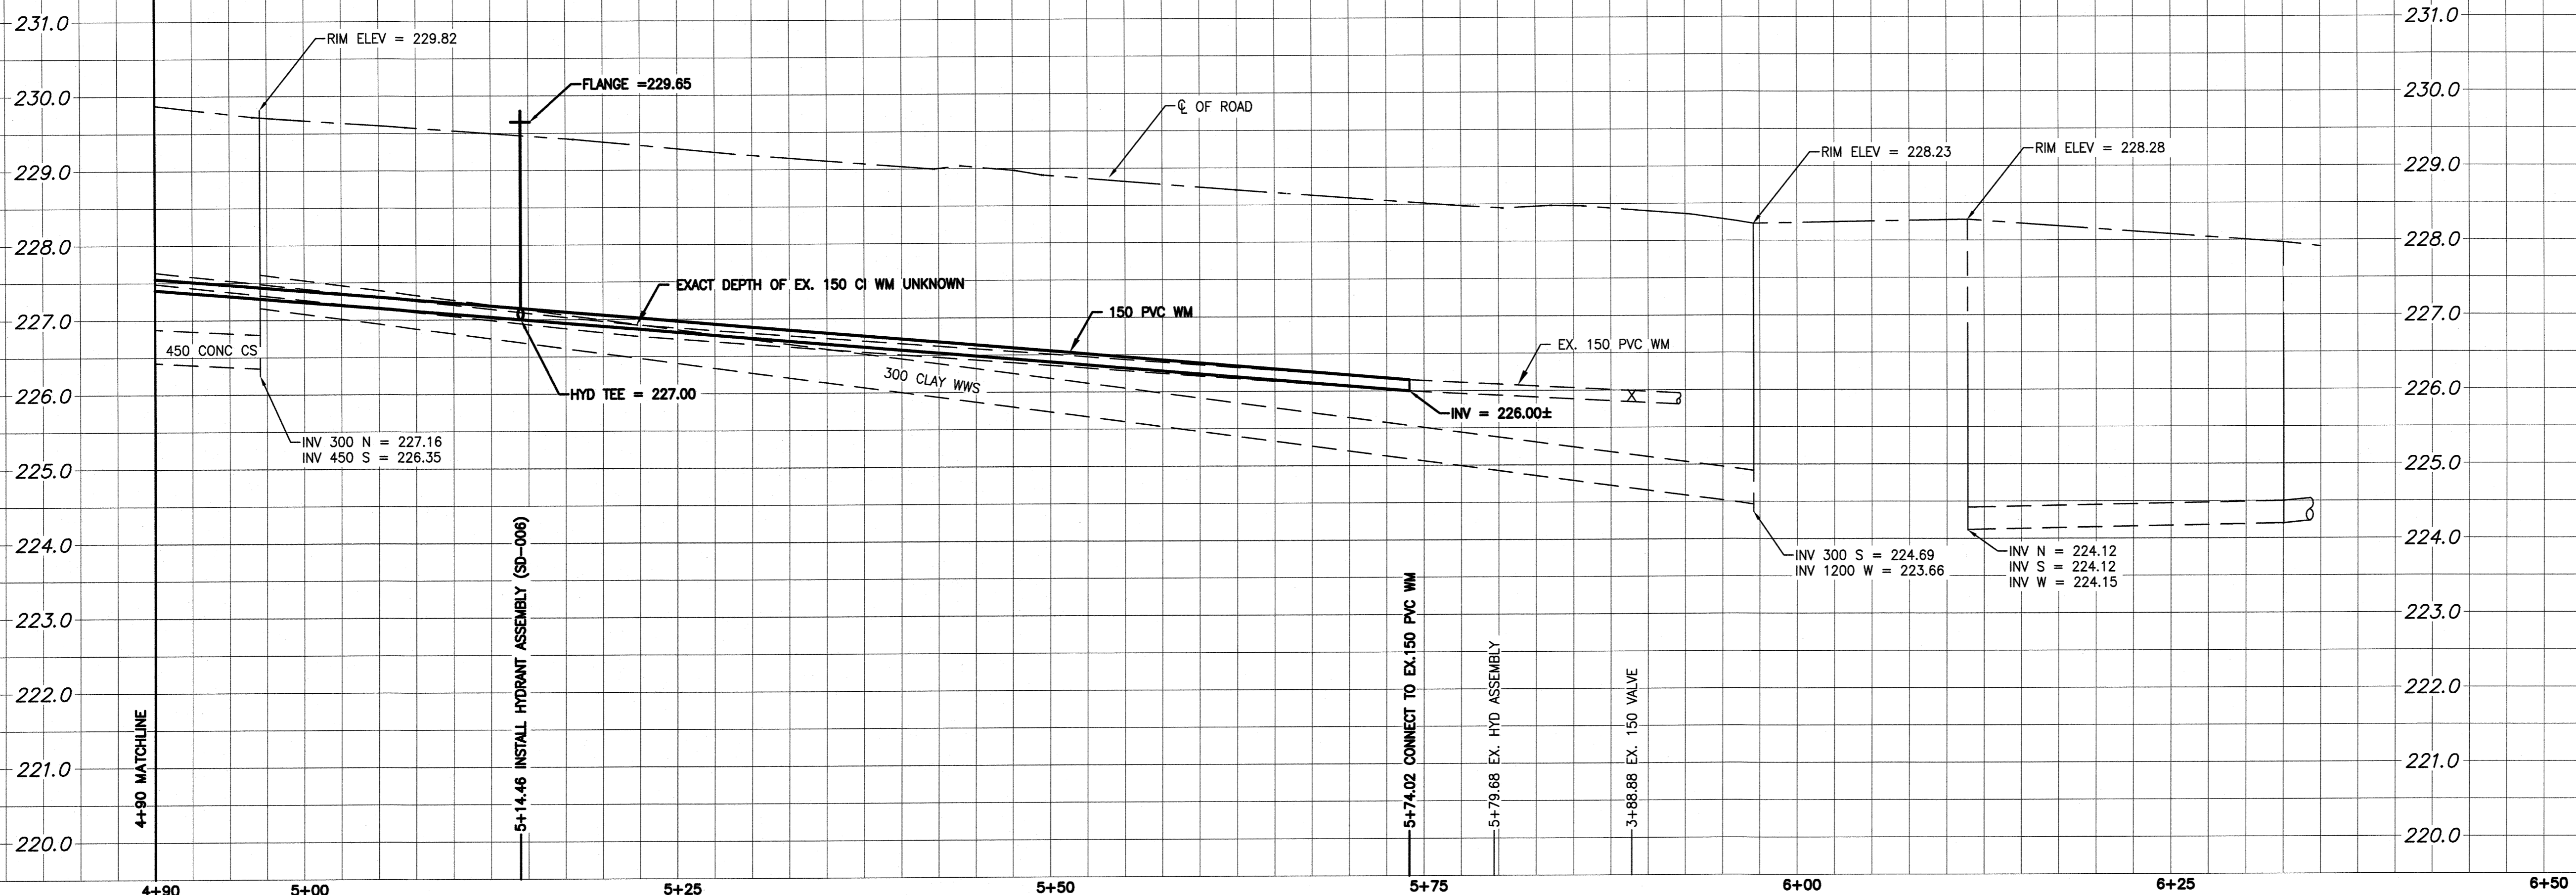 231.0
230.0
229.0
228.0
227.0
226.0
225.0
224.0
223.0
222.0
221.0
220.0
RIM ELEV = 229.82
FLANGE =229.65
℄ OF ROAD
RIM ELEV = 228.23
RIM ELEV = 228.28
EXACT DEPTH OF EX. 150 CI WM UNKNOWN
150 PVC WM
450 CONC CS
EX. 150 PVC WM
300 CLAY WWS
X
HYD TEE = 227.00
INV = 226.00±
INV 300 N = 227.16
INV 450 S = 226.35
INV 300 S = 224.69
INV 1200 W = 223.66
INV N = 224.12
INV S = 224.12
INV W = 224.15
4+90 MATCHLINE
5+14.46 INSTALL HYDRANT ASSEMBLY (SD-006)
5+74.02 CONNECT TO EX.150 PVC WM
5+79.68 EX. HYD ASSEMBLY
3+88.88 EX. 150 VALVE
231.0
230.0
229.0
228.0
227.0
226.0
225.0
224.0
223.0
222.0
221.0
220.0
4+90
5+00
5+25
5+50
5+75
6+00
6+25
6+50